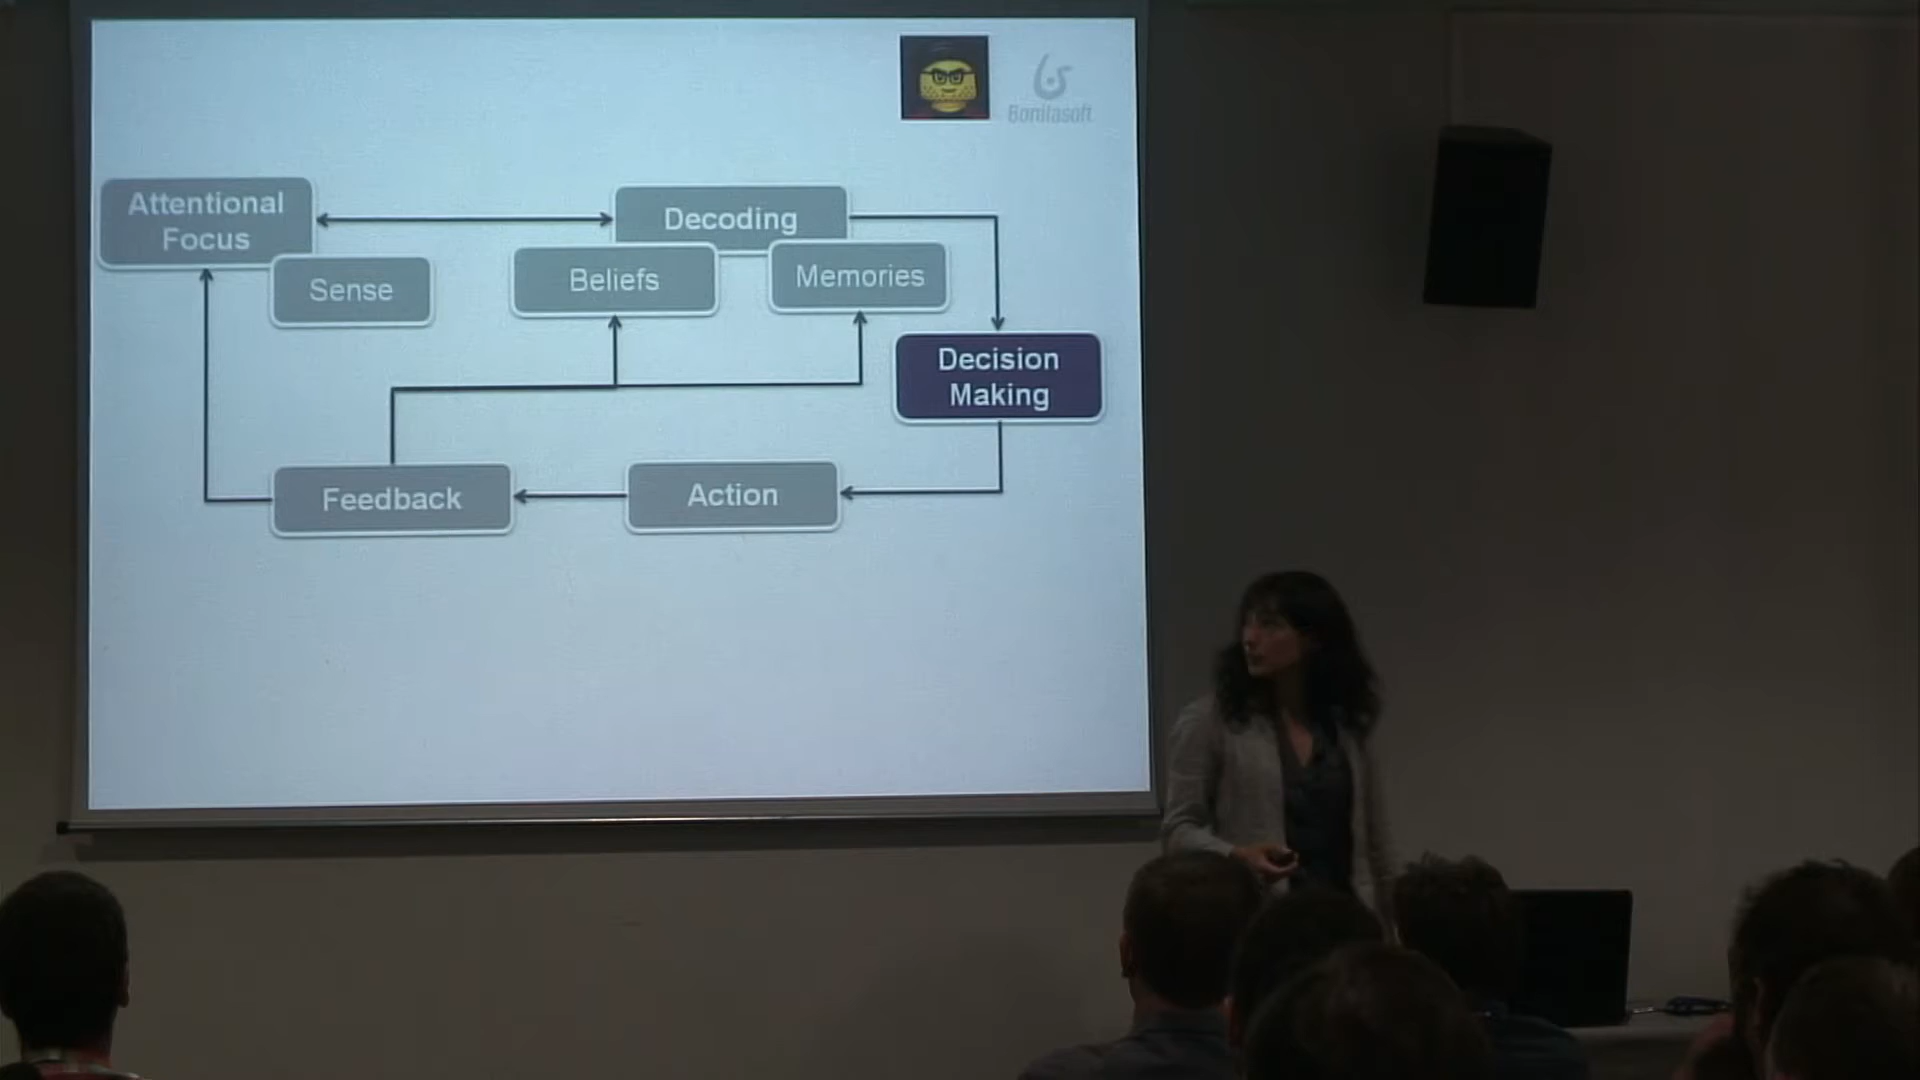 Bonitasoft
Attentional
Focus
Decoding
Sense
Beliefs
Memories
Decision
Making
Feedback
Action